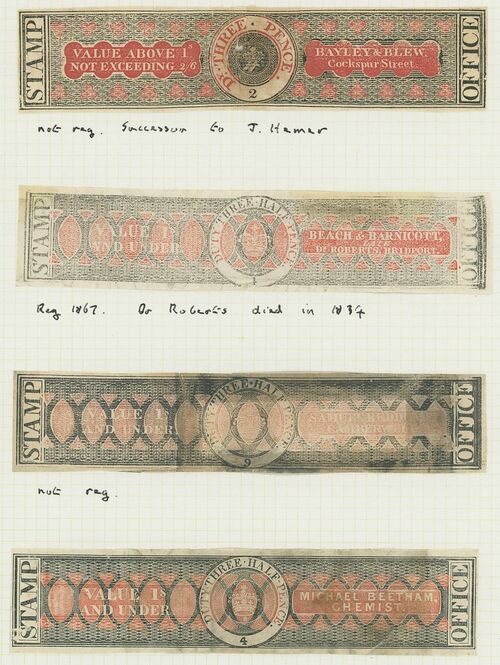 STAMP
VALUE ABOVE 1s
NOT EXCEEDING 2/6
D. THREE. PENCE.
2
BAYLEY & BLEW.
Cockspur Street.
OFFICE
not reg. Successor to J.
STAMP
VALUE 1s
AND UNDER
DUTY THREE-HALF-PENCE
1
BEACH & BARNICOTT,
LATE
Dr ROBERTS, BRIDPORT.
OFFICE
Reg 1867. Dr Roberts died in 1834
STAMP
VALUE 1s
AND UNDER
DUTY THREE-HALF-PENCE
9
OFFICE
not reg.
STAMP
VALUE 1s
AND UNDER
DUTY THREE-HALF-PENCE
4
MICHAEL BEETHAM,
CHEMIST.
OFFICE